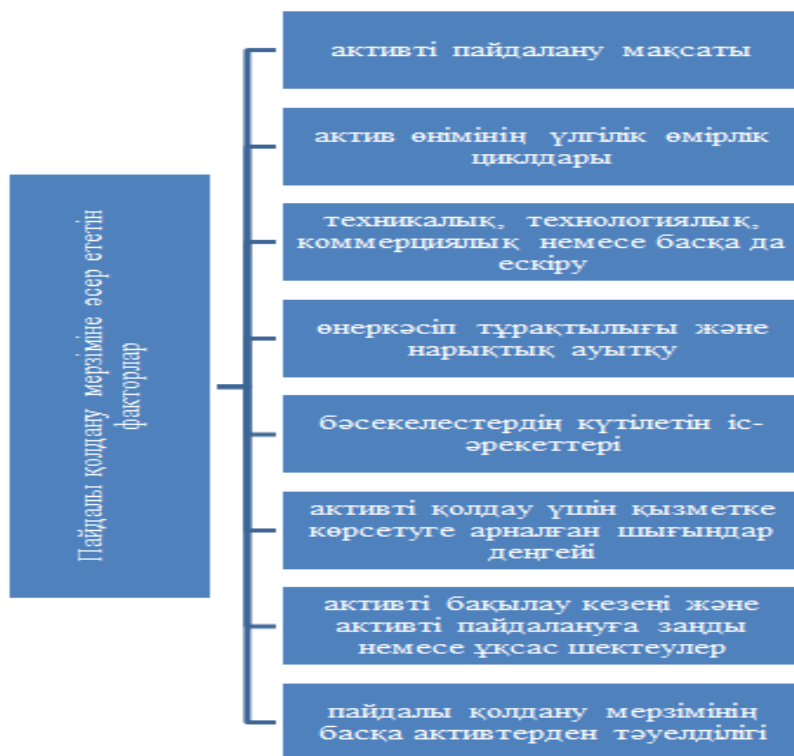 Пайдалы қолдану мерзіміне әсер ететін
факторлар
активті пайдалану мақсаты
актив өнімінің үлгілік өмірлік
циклдары
техникалық, технологиялық,
коммерциялық немесе басқа да
ескіру
өнеркәсіп тұрақтылығы және
нарықтық ауытқу
бәсекелестердің күтілетін іс-
әрекеттері
активті қолдау үшін қызметке
көрсетуге арналған шығындар
деңгейі
активті бақылау кезеңі және
активті пайдалануға заңды
немесе ұқсас шектеулер
пайдалы қолдану мерзімінің
басқа активтерден тәуелділігі